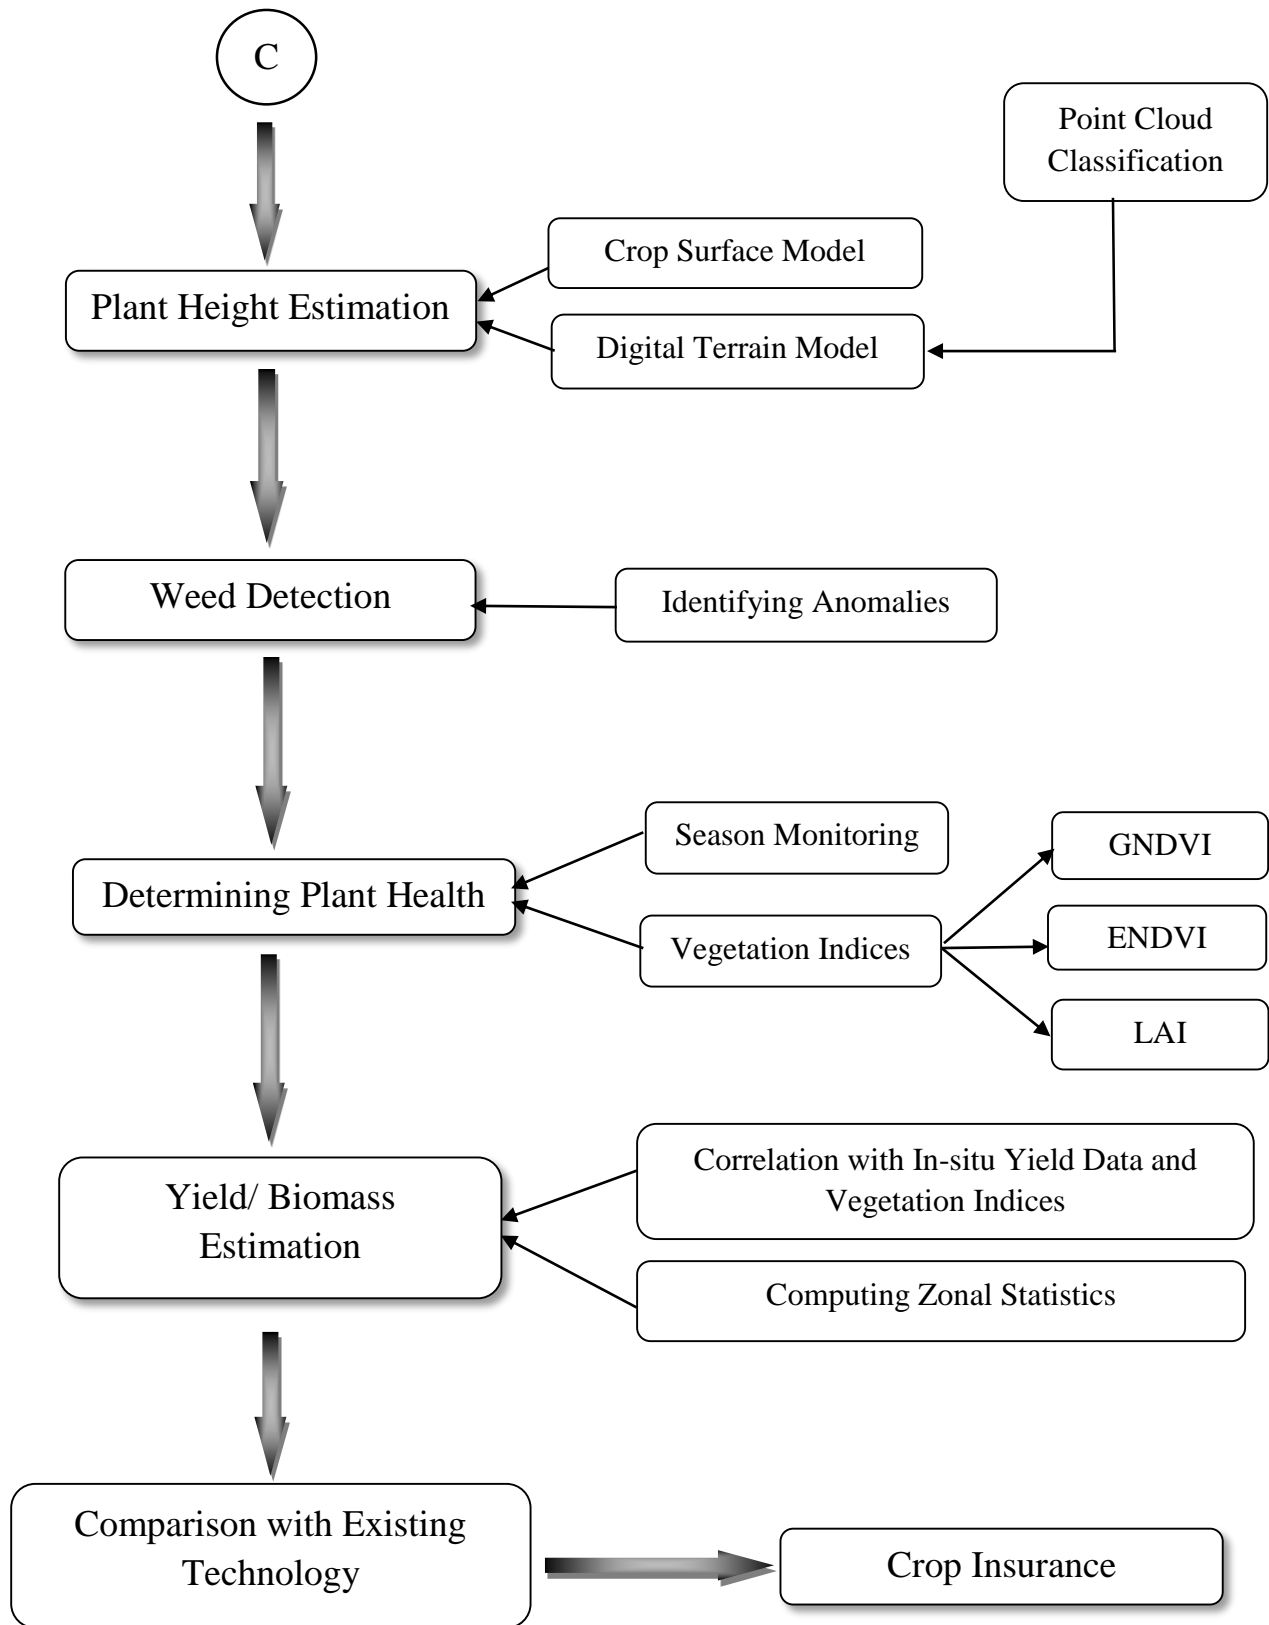 C
Point Cloud
Classification
Crop Surface Model
Plant Height Estimation
Digital Terrain Model
Weed Detection
Identifying Anomalies
Season Monitoring
GNDVI
Determining Plant Health
Vegetation Indices
ENDVI
LAI
Yield/ Biomass
Estimation
Correlation with In-situ Yield Data and
Vegetation Indices
Computing Zonal Statistics
Comparison with Existing
Technology
Crop Insurance